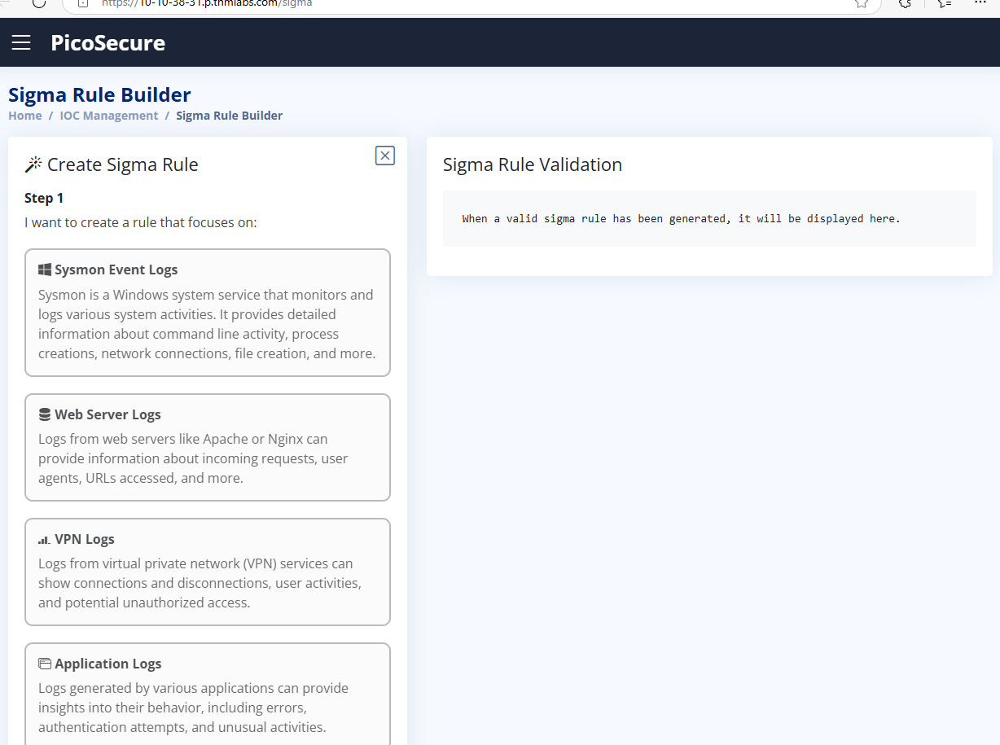 https://10-10-38-31.p.thmlabs.com/sigma
PicoSecure
Sigma Rule Builder
Home / IOC Management / Sigma Rule Builder
Create Sigma Rule
Step 1
I want to create a rule that focuses on:
Sysmon Event Logs
Sysmon is a Windows system service that monitors and
logs various system activities. It provides detailed
information about command line activity, process
creations, network connections, file creation, and more.
Web Server Logs
Logs from web servers like Apache or Nginx can
provide information about incoming requests, user
agents, URLs accessed, and more.
VPN Logs
Logs from virtual private network (VPN) services can
show connections and disconnections, user activities,
and potential unauthorized access.
Application Logs
Logs generated by various applications can provide
insights into their behavior, including errors,
authentication attempts, and unusual activities.
Sigma Rule Validation
When a valid sigma rule has been generated, it will be displayed here.